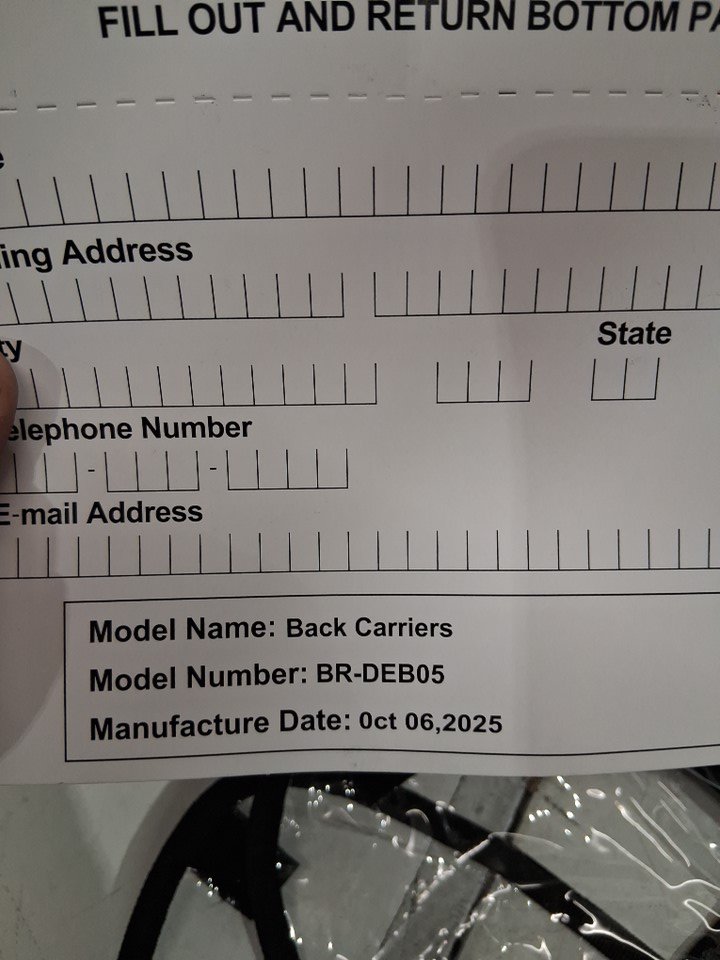 FILL OUT AND RETURN BOTTOM
ing Address
State
ty
elephone Number
E-mail Address
Model Name: Back Carriers
Model Number: BR-DEB05
Manufacture Date: 0ct 06,2025